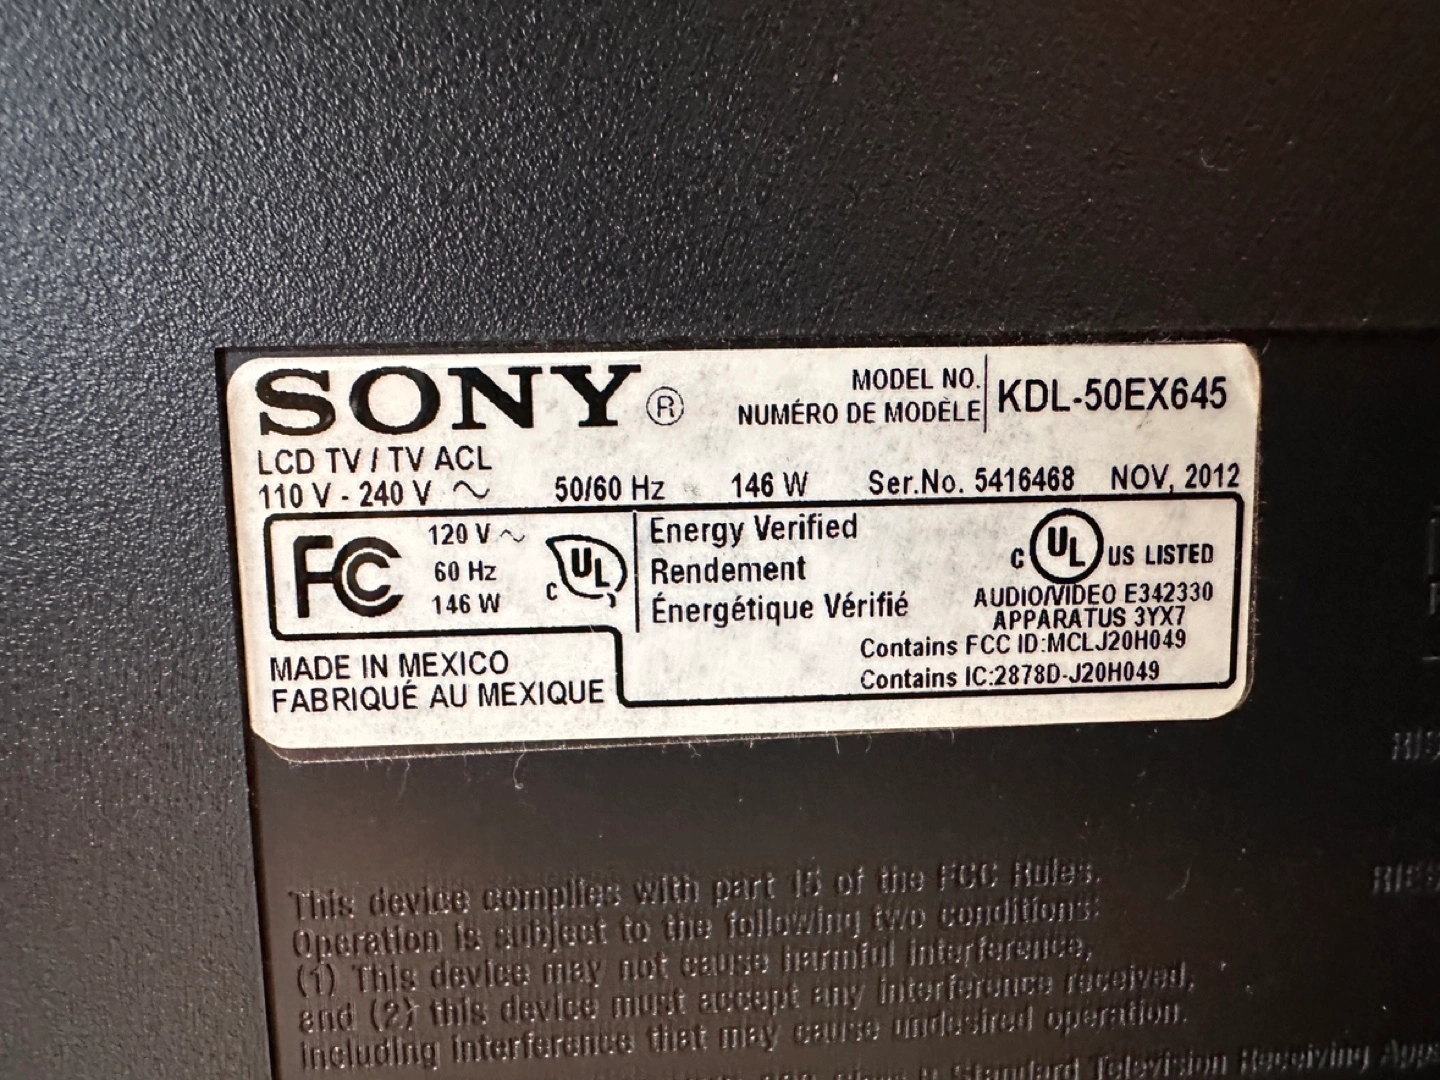 SONY®
MODEL NO.
NUMÉRO DE MODÈLE
KDL-50EX645
LCD TV / TV ACL
110 V - 240 V ~ 50/60 Hz 146 W Ser.No. 5416468 NOV, 2012
FC
120 V ~
60 Hz
146 W
C UL
Energy Verified
Rendement
Énergétique Vérifié
C UL US LISTED
AUDIO/VIDEO E342330
APPARATUS 3YX7
Contains FCC ID:MCLJ20H049
Contains IC:2878D-J20H049
MADE IN MEXICO
FABRIQUÉ AU MEXIQUE
This device complies with part 15 of the FCC Rules.
Operation is subject to the following two conditions:
(1) This device may not cause harmful interference,
and (2) this device must accept any interference received,
including interference that may cause undesired operation.
Standard Television Receiving